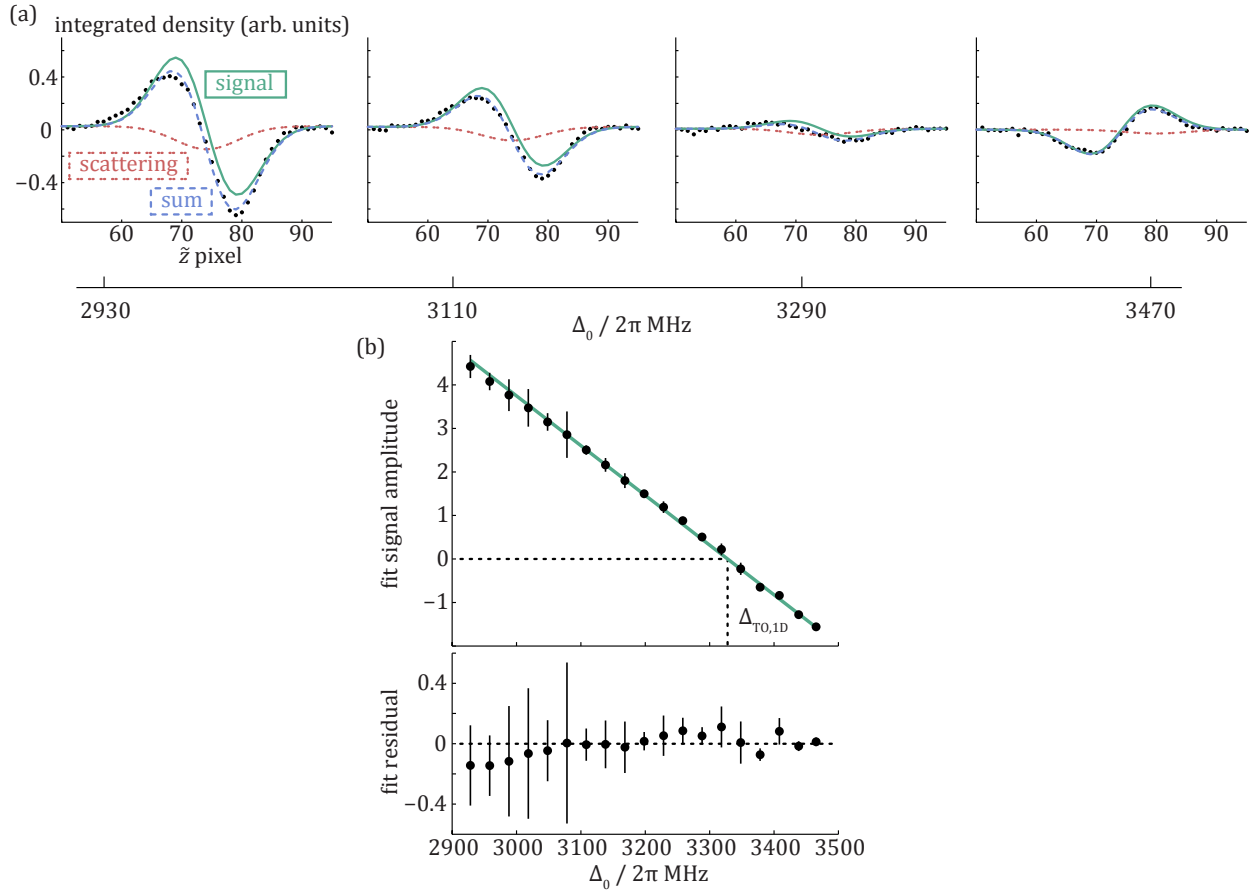 (a)
integrated density (arb. units)
0.4
0
−0.4
signal
scattering
sum
60 70 80 90
60 70 80 90
60 70 80 90
60 70 80 90
z̃ pixel
2930 3110 3290 3470
Δ₀ / 2π MHz
(b)
fit signal amplitude
4
3
2
1
0
−1
Δ_TO,1D
fit residual
0.4
0
−0.4
2900 3000 3100 3200 3300 3400 3500
Δ₀ / 2π MHz